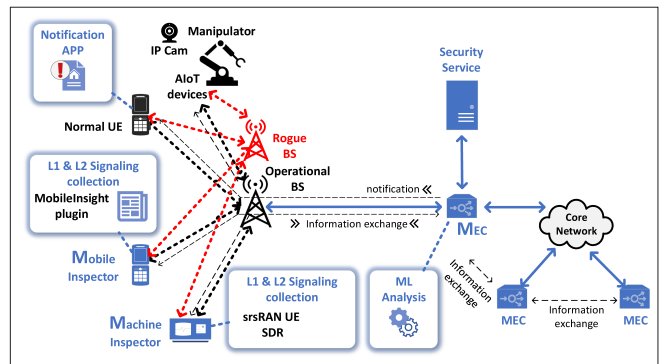 Notification
APP
Manipulator
IP Cam
AIoT
devices
Security
Service
Normal UE
Rogue
BS
Operational
BS
L1 & L2 Signaling
collection
MobileInsight
plugin
notification «
» Information exchange «
MEC
Core
Network
Mobile
Inspector
Information
exchange
L1 & L2 Signaling
collection
srsRAN UE
SDR
ML
Analysis
Machine
Inspector
MEC
Information
exchange
MEC